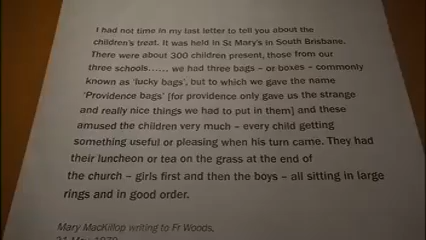 I had not time in my last letter to tell you about the
children's treat. It was held in St Mary's in South Brisbane.
There were about 300 children present, those from our
three schools...... we had three bags – or boxes – commonly
known as 'lucky bags', but to which we gave the name
'Providence bags' [for providence only gave us the strange
and really nice things we had to put in them] and these
amused the children very much – every child getting
something useful or pleasing when his turn came. They had
their luncheon or tea on the grass at the end of
the church – girls first and then the boys – all sitting in large
rings and in good order.
Mary MacKillop writing to Fr Woods,